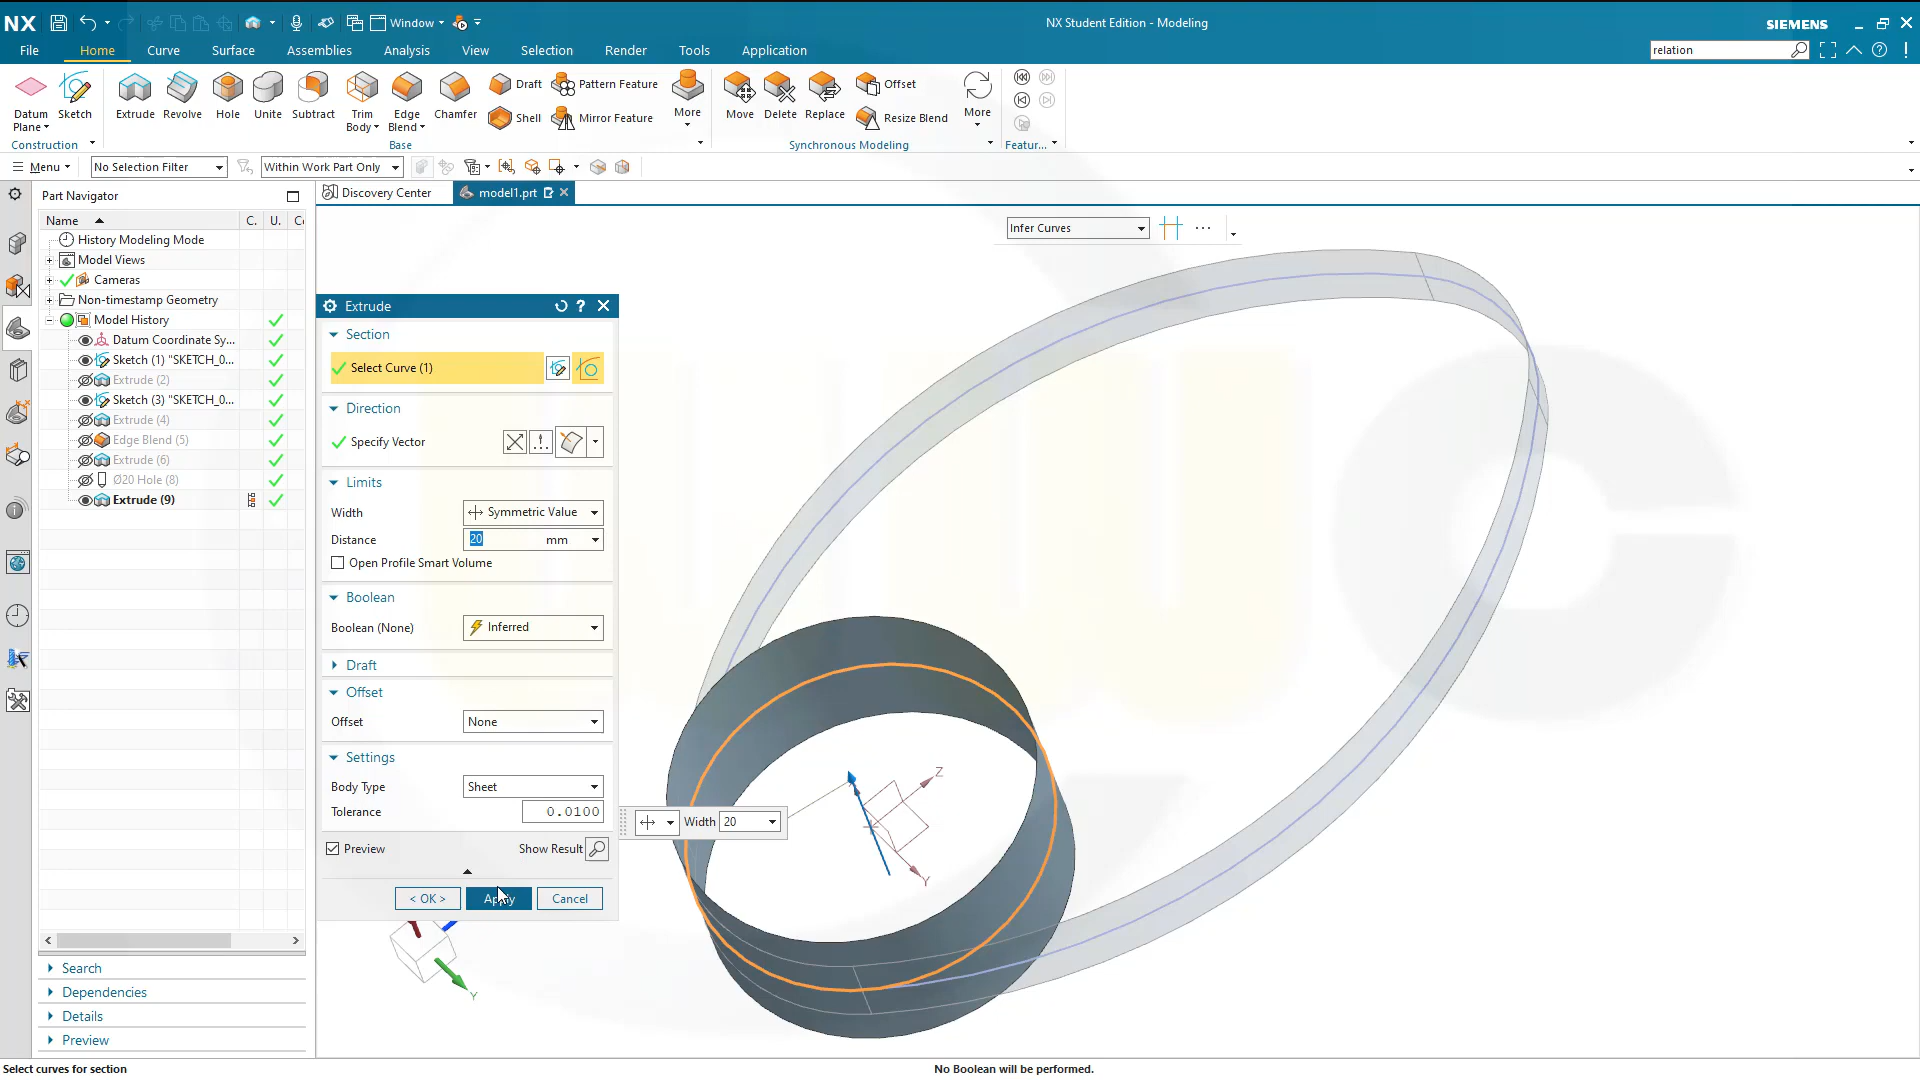 NX
Window
NX Student Edition - Modeling
SIEMENS
File
Home
Curve
Surface
Assemblies
Analysis
View
Selection
Render
Tools
Application
relation
Datum
Plane
Sketch
Extrude
Revolve
Hole
Unite
Subtract
Trim
Body
Edge
Blend
Chamfer
Draft
Shell
Pattern Feature
Mirror Feature
More
Move
Delete
Replace
Offset
Resize Blend
More
Construction
Base
Synchronous Modeling
Featur...
Menu
No Selection Filter
Within Work Part Only
Part Navigator
Discovery Center
model1.prt
Name
C.
U.
Cc
Infer Curves
History Modeling Mode
Model Views
Cameras
Non-timestamp Geometry
Model History
Datum Coordinate Sy...
Sketch (1) "SKETCH_0...
Extrude (2)
Sketch (3) "SKETCH_0...
Extrude (4)
Edge Blend (5)
Extrude (6)
Ø20 Hole (8)
Extrude (9)
Extrude
Section
Select Curve (1)
Direction
Specify Vector
Limits
Width
Symmetric Value
Distance
20
mm
Open Profile Smart Volume
Boolean
Boolean (None)
Inferred
Draft
Offset
Offset
None
Settings
Body Type
Sheet
Tolerance
0.0100
Preview
Show Result
< OK >
Apply
Cancel
Width
20
Z
Y
Y
Search
Dependencies
Details
Preview
Select curves for section
No Boolean will be performed.